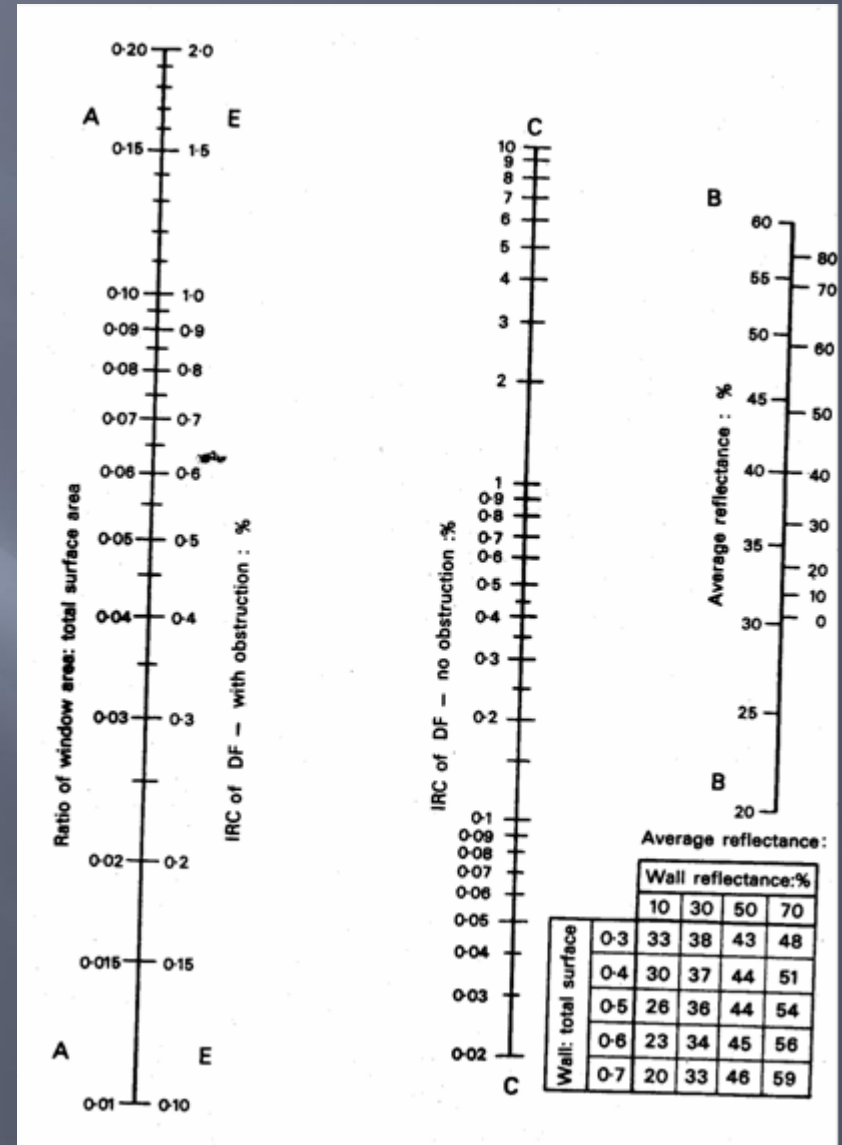 0·20 2·0
A E
0·15 1·5
0·10 1·0
0·09 0·9
0·08 0·8
0·07 0·7
0·06 0·6
0·05 0·5
0·04 0·4
0·03 0·3
0·02 0·2
0·015 0·15
A E
0·01 0·10
Ratio of window area: total surface area
IRC of DF – with obstruction : %
C
10
9
8
7
6
5
4
3
2
1
0·9
0·8
0·7
0·6
0·5
0·4
0·3
0·2
0·1
0·09
0·08
0·07
0·06
0·05
0·04
0·03
0·02
C
IRC of DF – no obstruction :%
B
60
80
55
70
50
60
45
50
40 40
30
35
20
10
30 0
25
B
20
Average reflectance : %
Average reflectance:
Wall reflectance:%
10 30 50 70
0·3 33 38 43 48
0·4 30 37 44 51
0·5 26 36 44 54
0·6 23 34 45 56
0·7 20 33 46 59
Wall: total surface